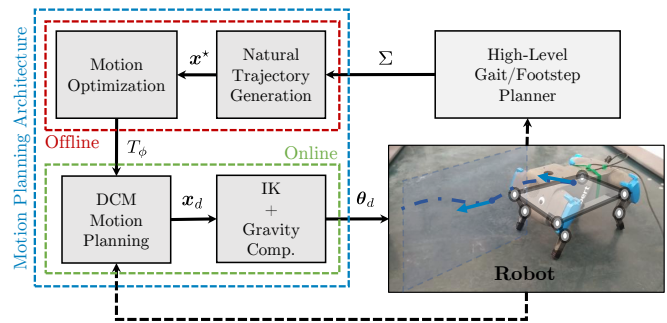 Motion Planning Architecture
Motion
Optimization
x⋆
Natural
Trajectory
Generation
Σ
High-Level
Gait/Footstep
Planner
Offline
T_ϕ
Online
DCM
Motion
Planning
x_d
IK
+
Gravity
Comp.
θ_d
Robot